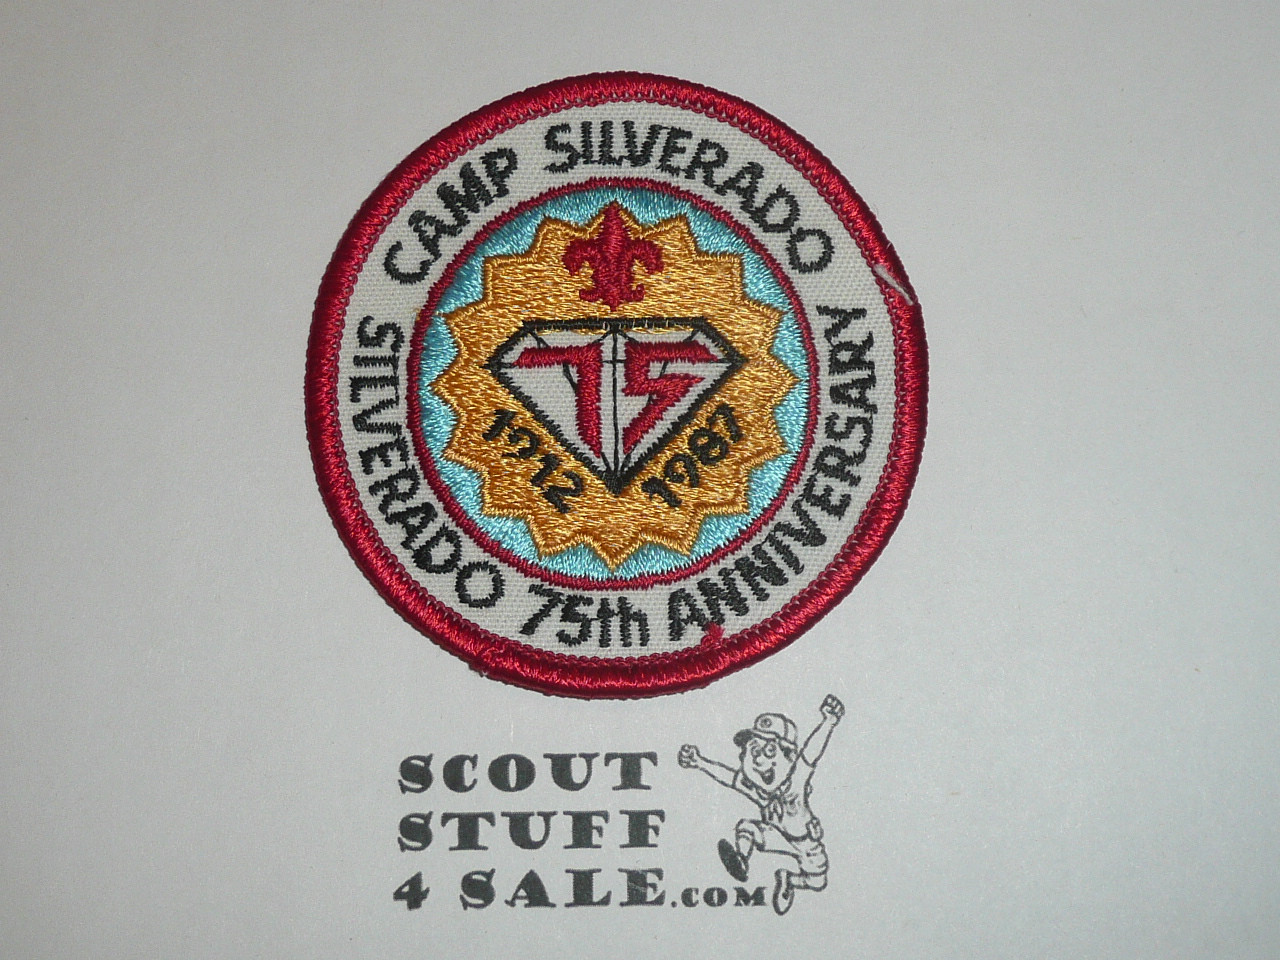 CAMP SILVERADO
75
1912 1987
SILVERADO 75th ANNIVERSARY
SCOUT
STUFF
4 SALE.COM